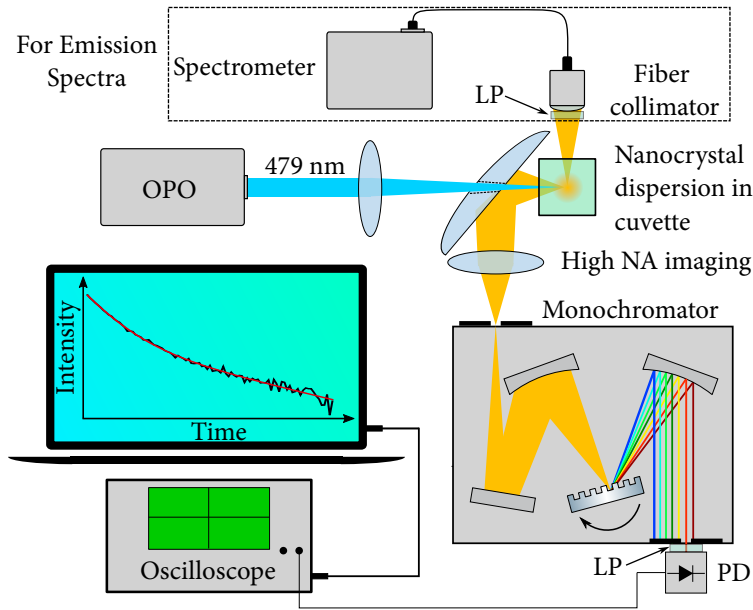 For Emission
Spectra
Spectrometer
LP
Fiber
collimator
OPO
479 nm
Nanocrystal
dispersion in
cuvette
High NA imaging
Monochromator
Intensity
Time
Oscilloscope
LP
PD